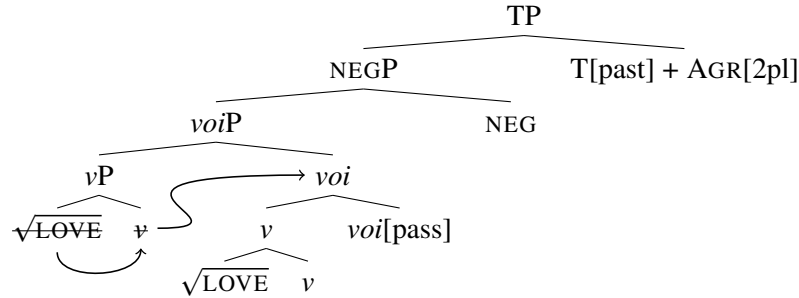 TP
NEGP T[past] + AGR[2pl]
voiP NEG
vP voi
√LOVE v v voi[pass]
√LOVE v